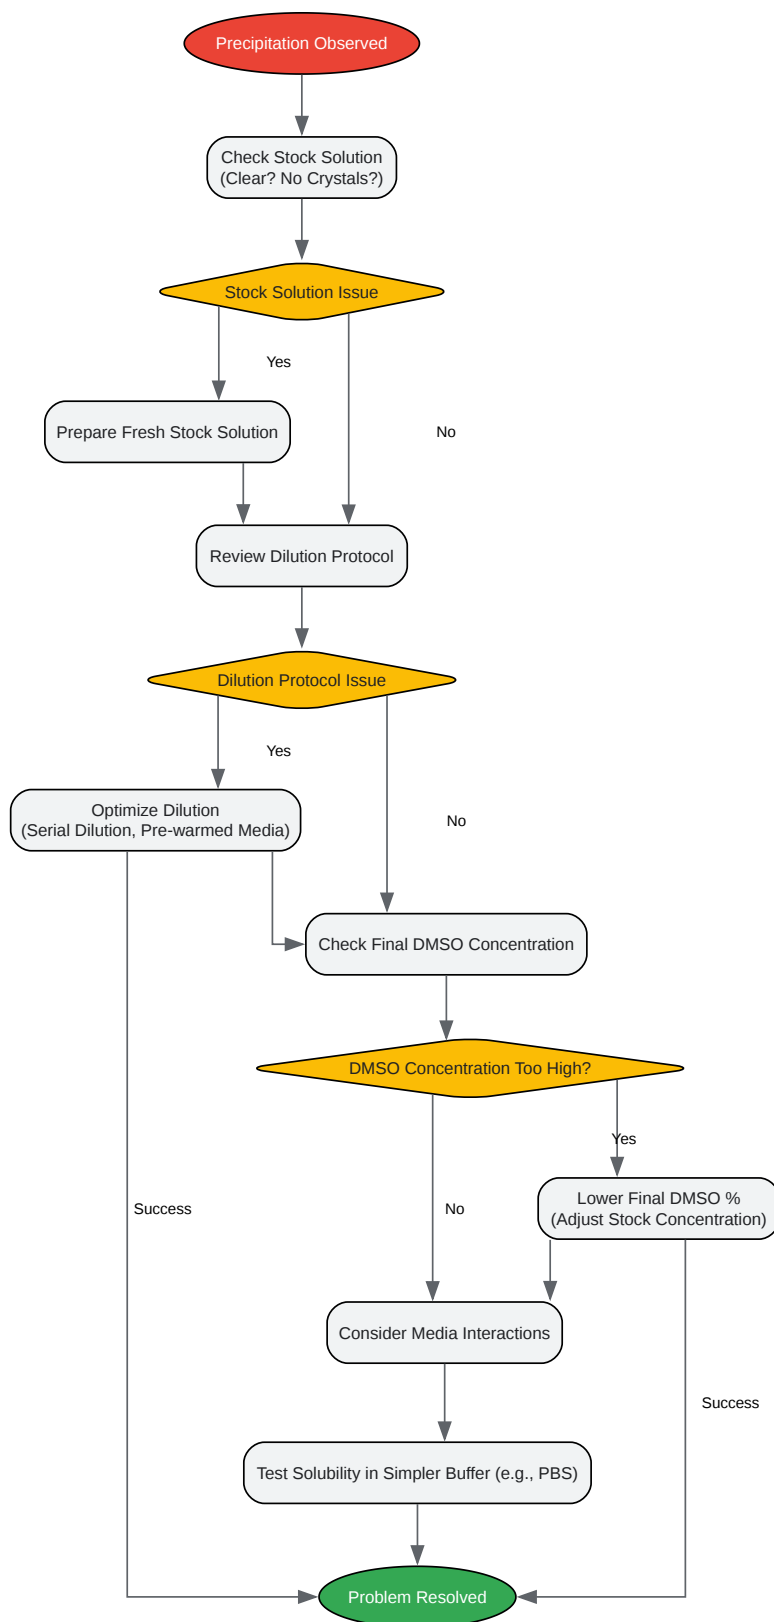 Precipitation Observed
Check Stock Solution
(Clear? No Crystals?)
Stock Solution Issue
Yes
Prepare Fresh Stock Solution
No
Review Dilution Protocol
Dilution Protocol Issue
Yes
Optimize Dilution
(Serial Dilution, Pre-warmed Media)
No
Check Final DMSO Concentration
DMSO Concentration Too High?
Yes
Lower Final DMSO %
(Adjust Stock Concentration)
Success
No
Consider Media Interactions
Success
Test Solubility in Simpler Buffer (e.g., PBS)
Problem Resolved